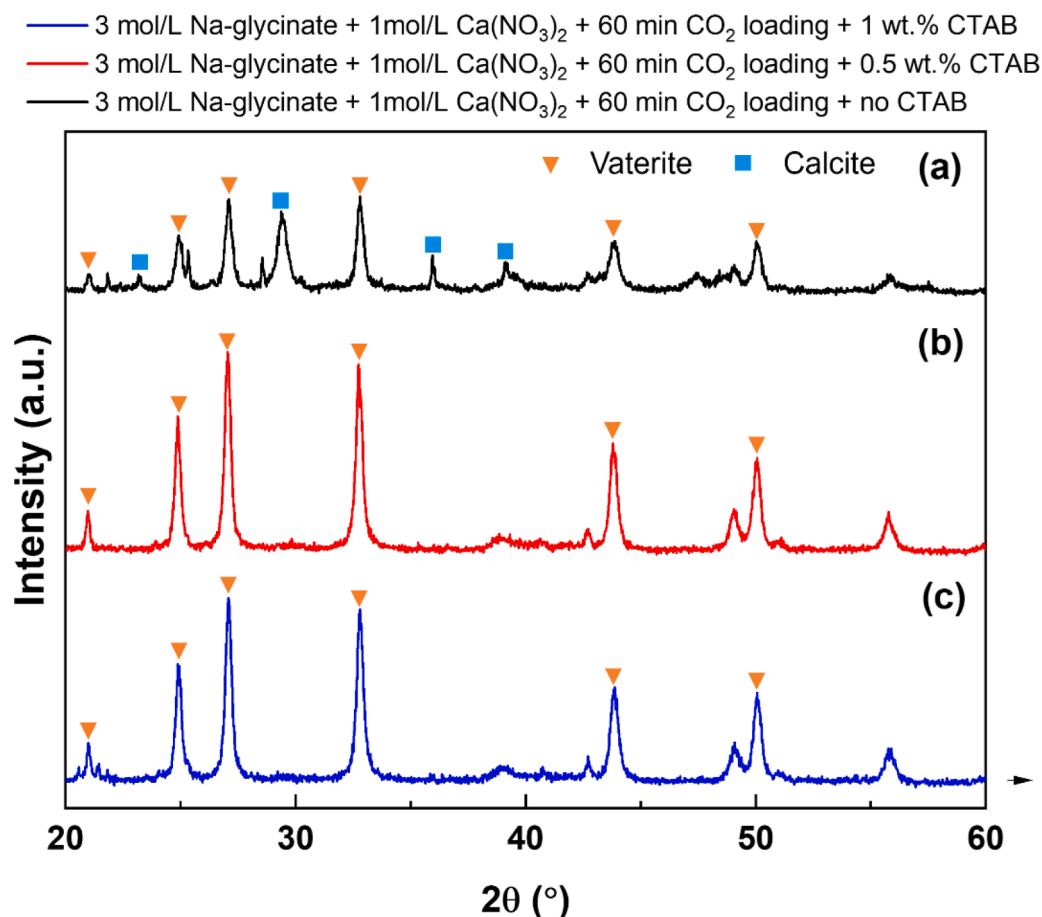 3 mol/L Na-glycinate + 1mol/L Ca(NO₃)₂ + 60 min CO₂ loading + 1 wt.% CTAB
3 mol/L Na-glycinate + 1mol/L Ca(NO₃)₂ + 60 min CO₂ loading + 0.5 wt.% CTAB
3 mol/L Na-glycinate + 1mol/L Ca(NO₃)₂ + 60 min CO₂ loading + no CTAB
Vaterite Calcite (a)
(b)
(c)
Intensity (a.u.)
20 30 40 50 60
2θ (°)